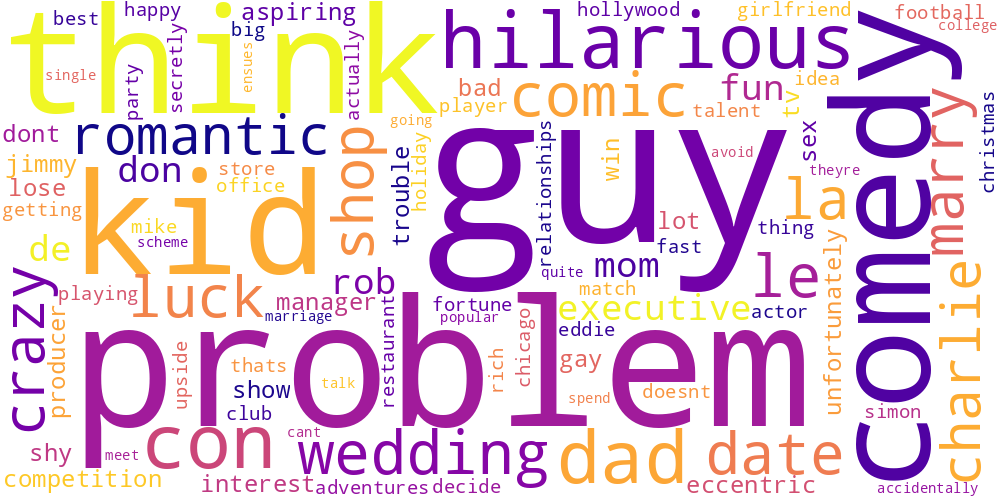 best
happy
aspiring
hollywood
girlfriend
football
college
think
hilarious
comedy
single
party
secretly
big
ensues
actually
bad
player
comic
fun
talent
tv
idea
dont
romantic
going
christmas
jimmy
don
store
office
shop
trouble
holiday
guy
relationships
win
avoid
sex
theyre
marry
lose
getting
kid
mike
scheme
lot
fast
thing
la
de
quite
mom
le
unfortunately
charlie
crazy
playing
luck
rob
manager
marriage
fortune
popular
match
executive
actor
producer
problem
upside
thats
show
club
talk
restaurant
rich
chicago
eddie
gay
spend
doesnt
simon
shy
meet
con
cant
wedding
dad
date
competition
interest
adventures
decide
eccentric
accidentally